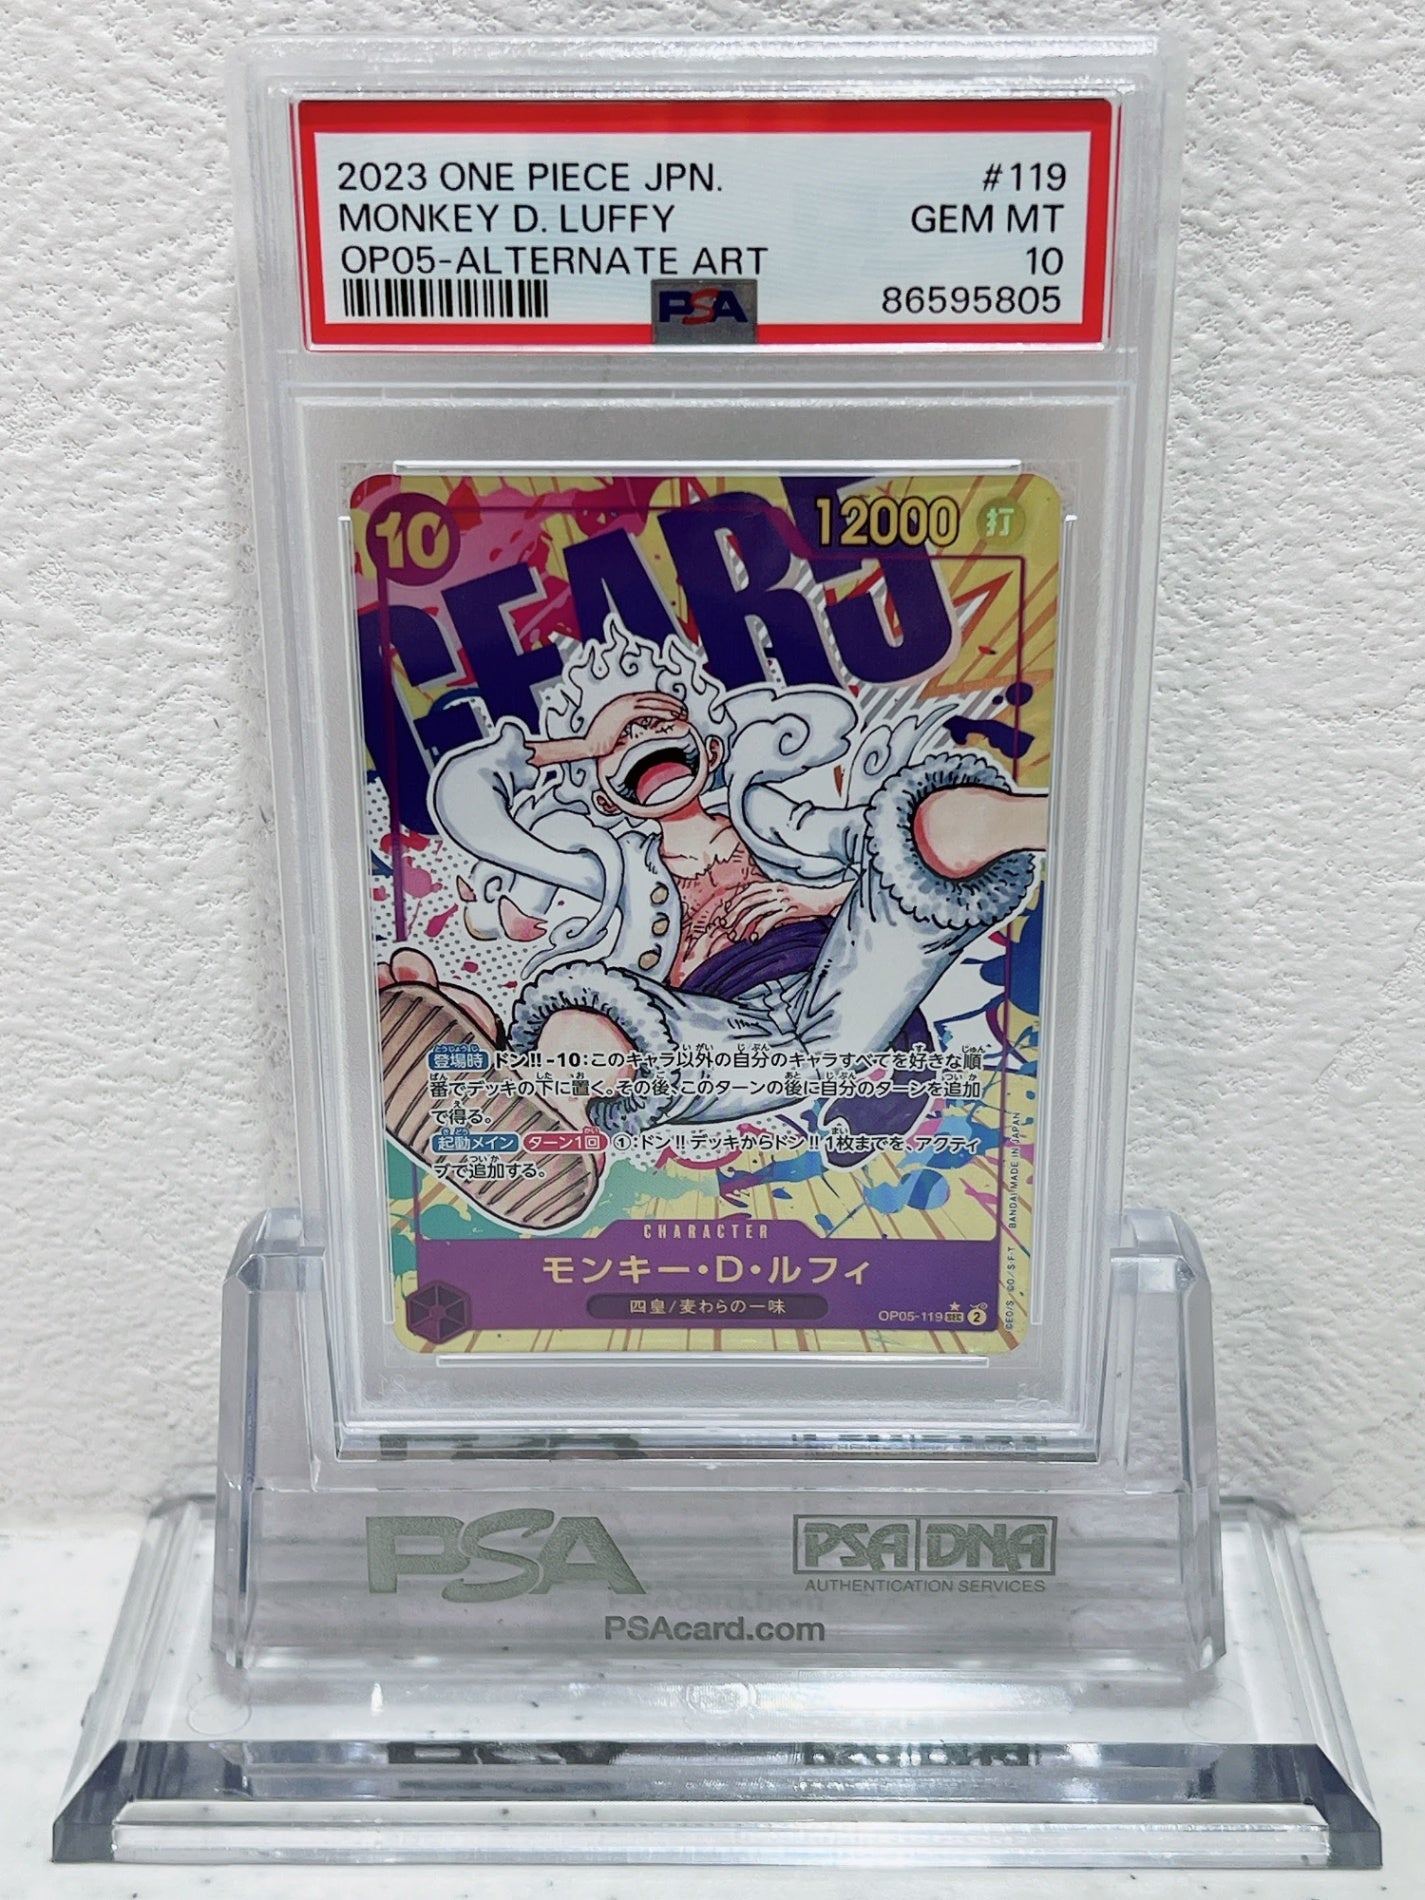 2023 ONE PIECE JPN. #119
MONKEY D. LUFFY GEM MT
OP05-ALTERNATE ART 10
PSA 86595805
10 12000 打
GEAR5
登場時 ドン!!-10:このキャラ以外の自分のキャラすべてを好きな順
番でデッキの下に置く。その後、このターンの後に自分のターンを追加
で得る。
起動メイン ターン1回 ①:ドン!!デッキからドン!!1枚までを、アクティ
ブで追加する。
CHARACTER
モンキー・D・ルフィ
四皇/麦わらの一味
OP05-119 SEC 2
©EO/S.©O/S・F・T BANDAI MADE IN JAPAN
PSA PSA DNA
AUTHENTICATION SERVICES
PSAcard.com